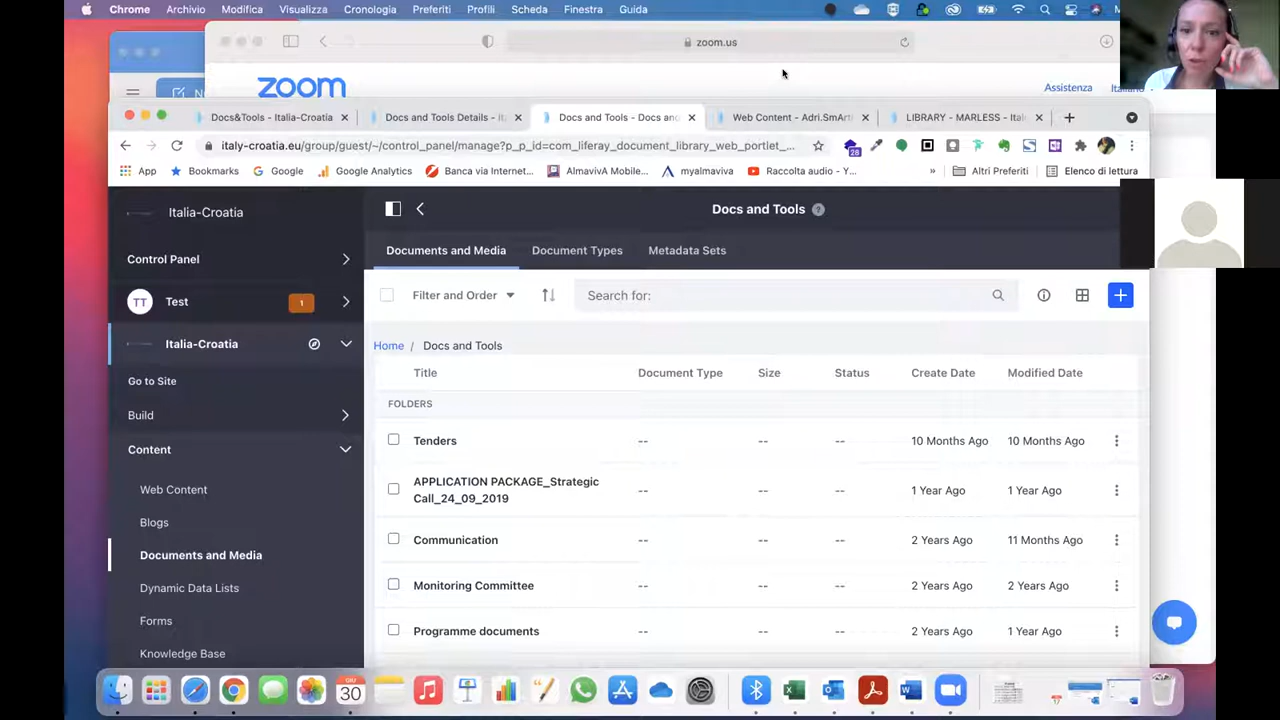 Chrome Archivio Modifica Visualizza Cronologia Preferiti Profili Scheda Finestra Guida
zoom.us
zoom
Assistenza
Docs&Tools - Italia-Croatia
Docs and Tools Details - It
Docs and Tools - Docs and
Web Content - Adri.SmArti
LIBRARY - MARLESS - Ital
italy-croatia.eu/group/guest/~/control_panel/manage?p_p_id=com_liferay_document_library_web_portlet_...
28
App Bookmarks Google Google Analytics Banca via Internet... AlmavivA Mobile... myalmaviva Raccolta audio - Y... » Altri Preferiti Elenco di lettura
Italia-Croatia
Docs and Tools ?
Control Panel
Documents and Media Document Types Metadata Sets
TT Test 1
Filter and Order Search for:
Italia-Croatia
Home / Docs and Tools
Go to Site
Title Document Type Size Status Create Date Modified Date
FOLDERS
Build
Tenders -- -- -- 10 Months Ago 10 Months Ago
Content
APPLICATION PACKAGE_Strategic
Call_24_09_2019 -- -- -- 1 Year Ago 1 Year Ago
Web Content
Blogs
Communication -- -- -- 2 Years Ago 11 Months Ago
Documents and Media
Monitoring Committee -- -- -- 2 Years Ago 2 Years Ago
Dynamic Data Lists
Forms
Programme documents -- -- -- 2 Years Ago 1 Year Ago
Knowledge Base
GIU
30